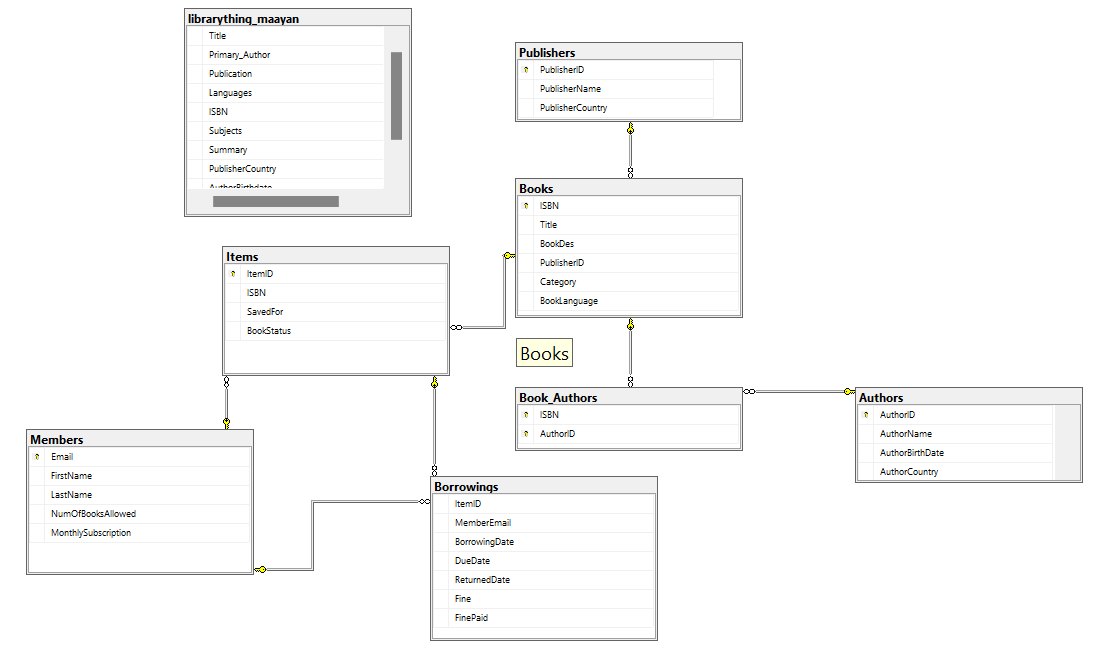 librarything_maayan
Title
Primary_Author
Publication
Languages
ISBN
Subjects
Summary
PublisherCountry
AuthorBirthdate
Publishers
PublisherID
PublisherName
PublisherCountry
Books
ISBN
Title
BookDes
PublisherID
Category
BookLanguage
Items
ItemID
ISBN
SavedFor
BookStatus
Books
Book_Authors
ISBN
AuthorID
Authors
AuthorID
AuthorName
AuthorBirthDate
AuthorCountry
Members
Email
FirstName
LastName
NumOfBooksAllowed
MonthlySubscription
Borrowings
ItemID
MemberEmail
BorrowingDate
DueDate
ReturnedDate
Fine
FinePaid